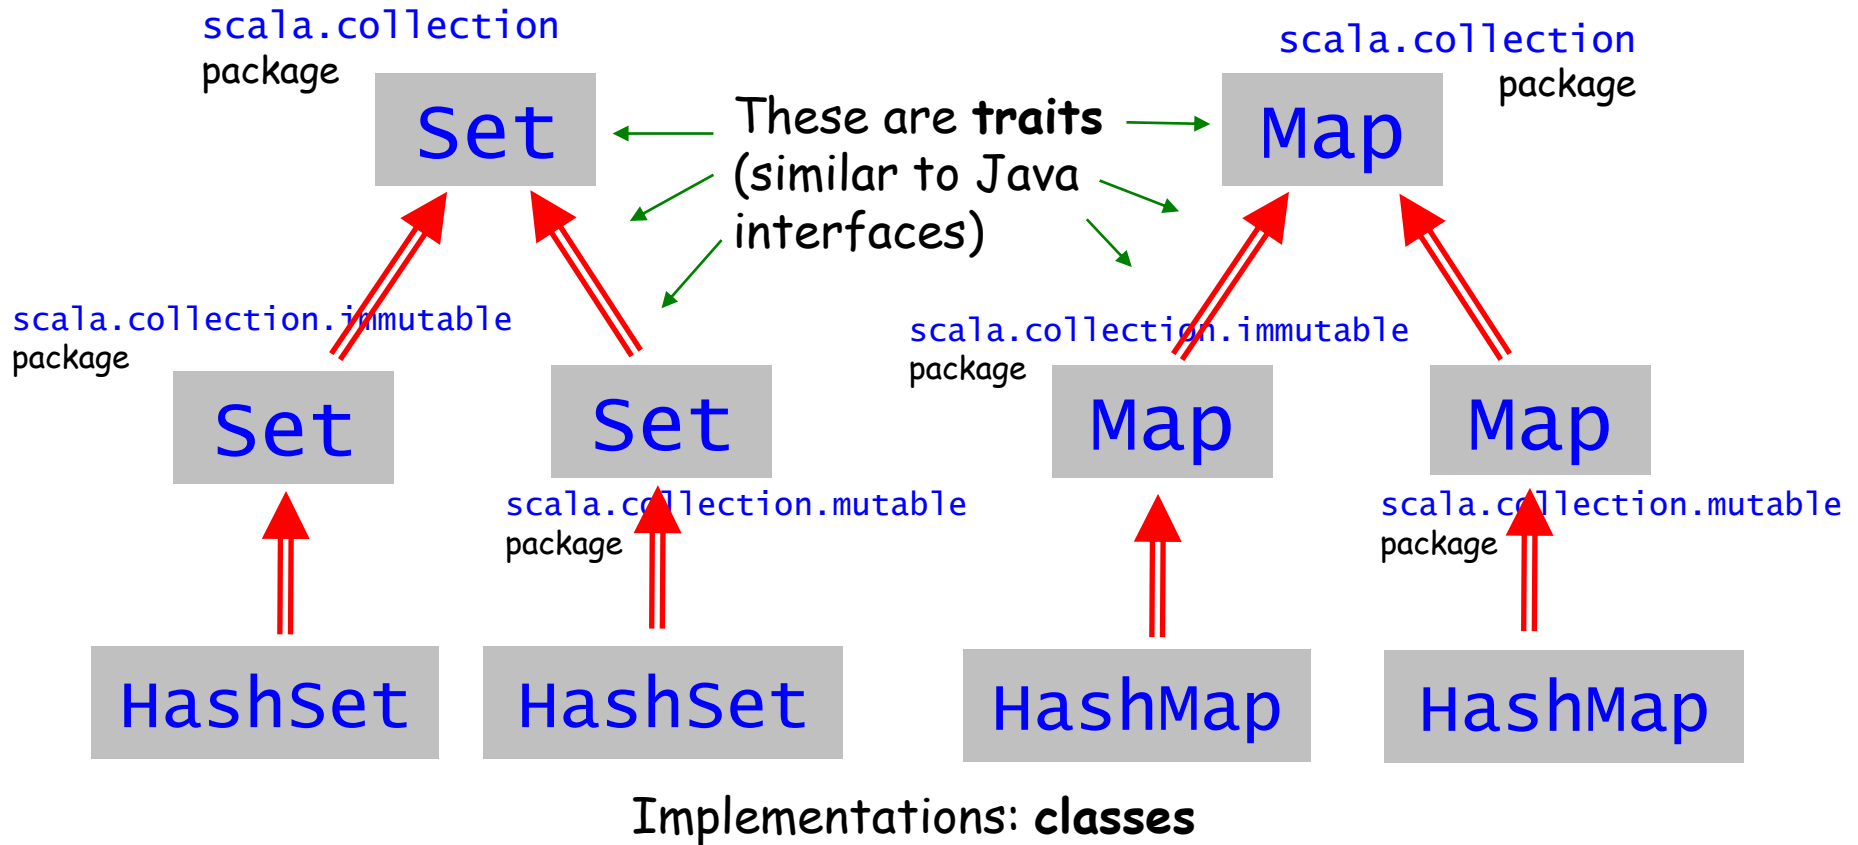 scala.collection
package
Set
These are traits
(similar to Java
interfaces)
scala.collection
package
Map
scala.collection.immutable
package
Set
Set
scala.collection.mutable
package
scala.collection.immutable
package
Map
Map
scala.collection.mutable
package
HashSet
HashSet
HashMap
HashMap
Implementations: classes